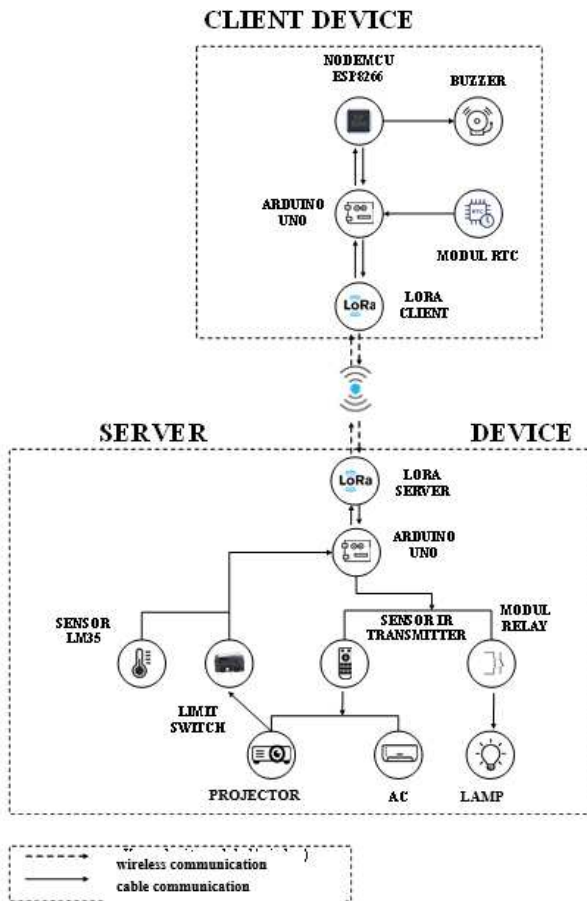 CLIENT DEVICE
NODEMCU
ESP8266
BUZZER
ARDUINO
UNO
RTC
MODUL RTC
LoRa
LORA
CLIENT
SERVER
DEVICE
LoRa
LORA
SERVER
ARDUINO
UNO
SENSOR
LM35
SENSOR IR
TRANSMITTER
MODUL
RELAY
LIMIT
SWITCH
PROJECTOR
AC
LAMP
wireless communication
cable communication